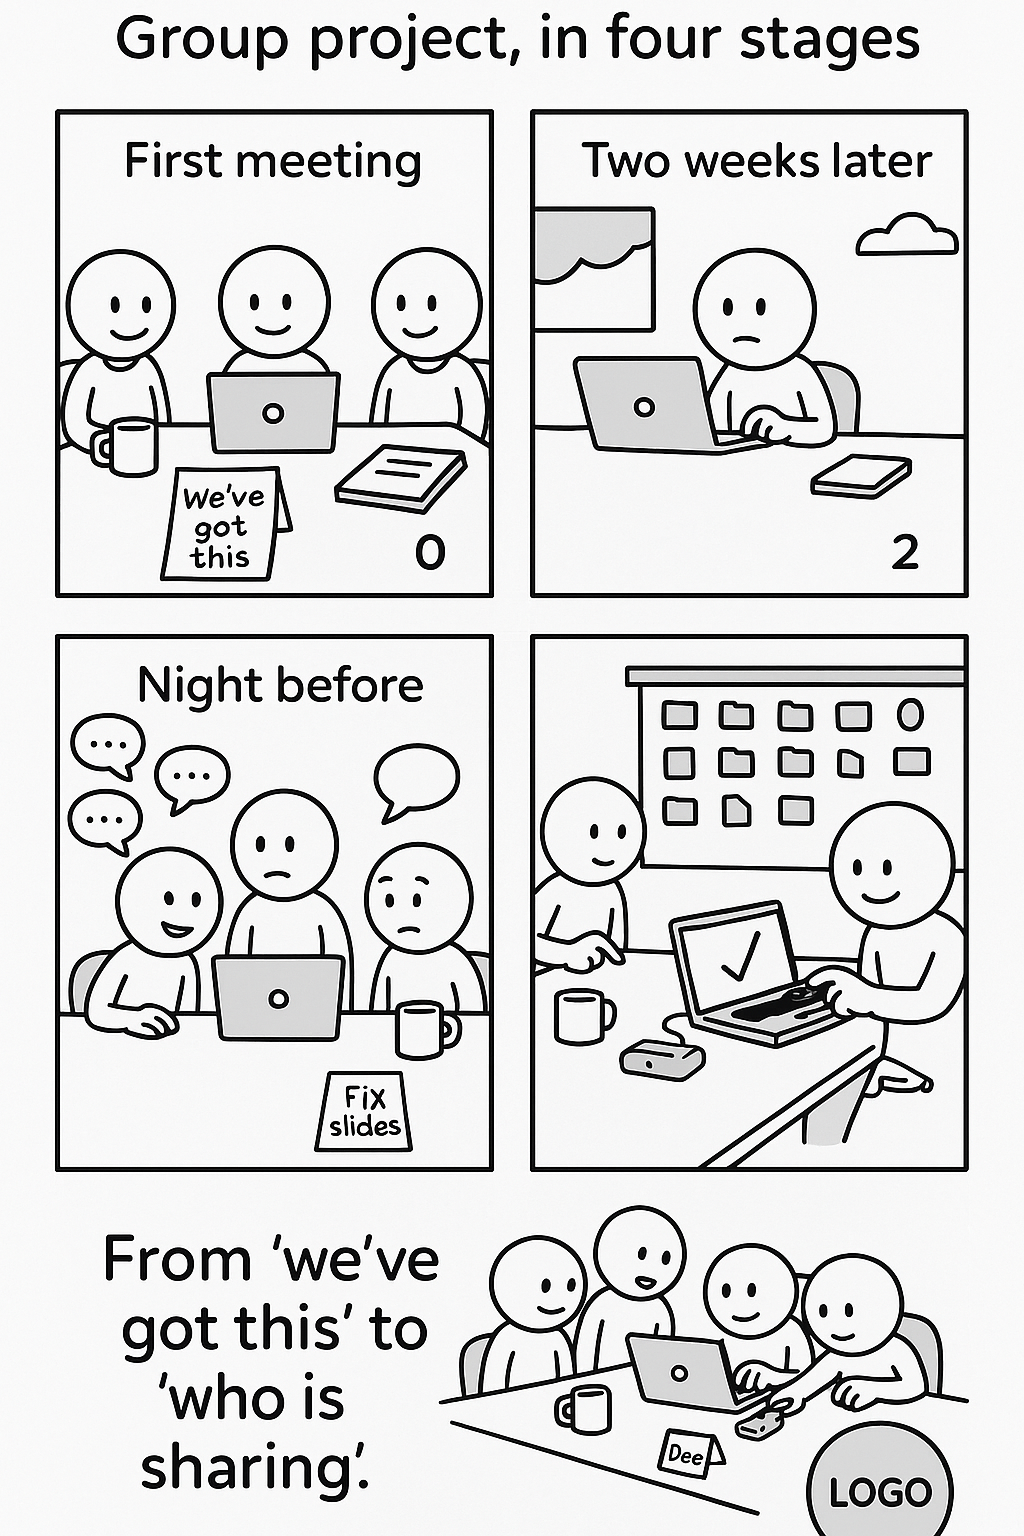 Group project, in four stages
First meeting
We've
got
this
0
Two weeks later
2
Night before
Fix
slides
From 'we've
got this' to
'who is
sharing'.
Dee
LOGO